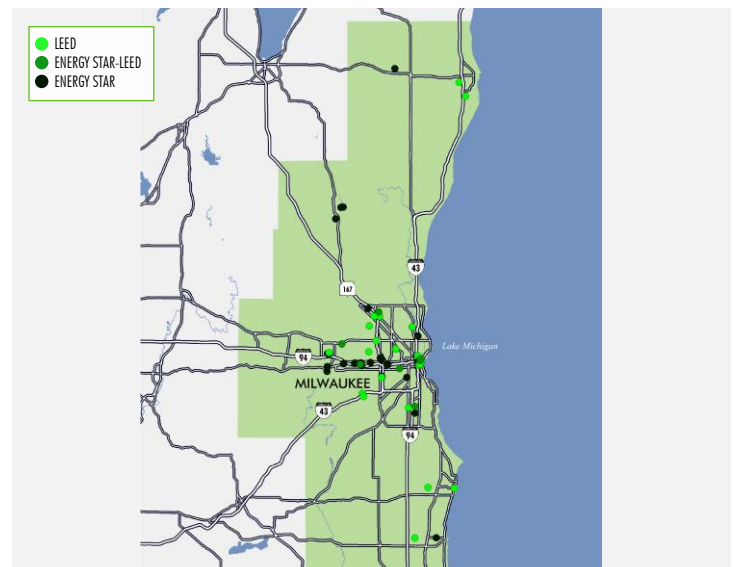 LEED
ENERGY STAR-LEED
ENERGY STAR
43
167
Lake Michigan
94
MILWAUKEE
43
94